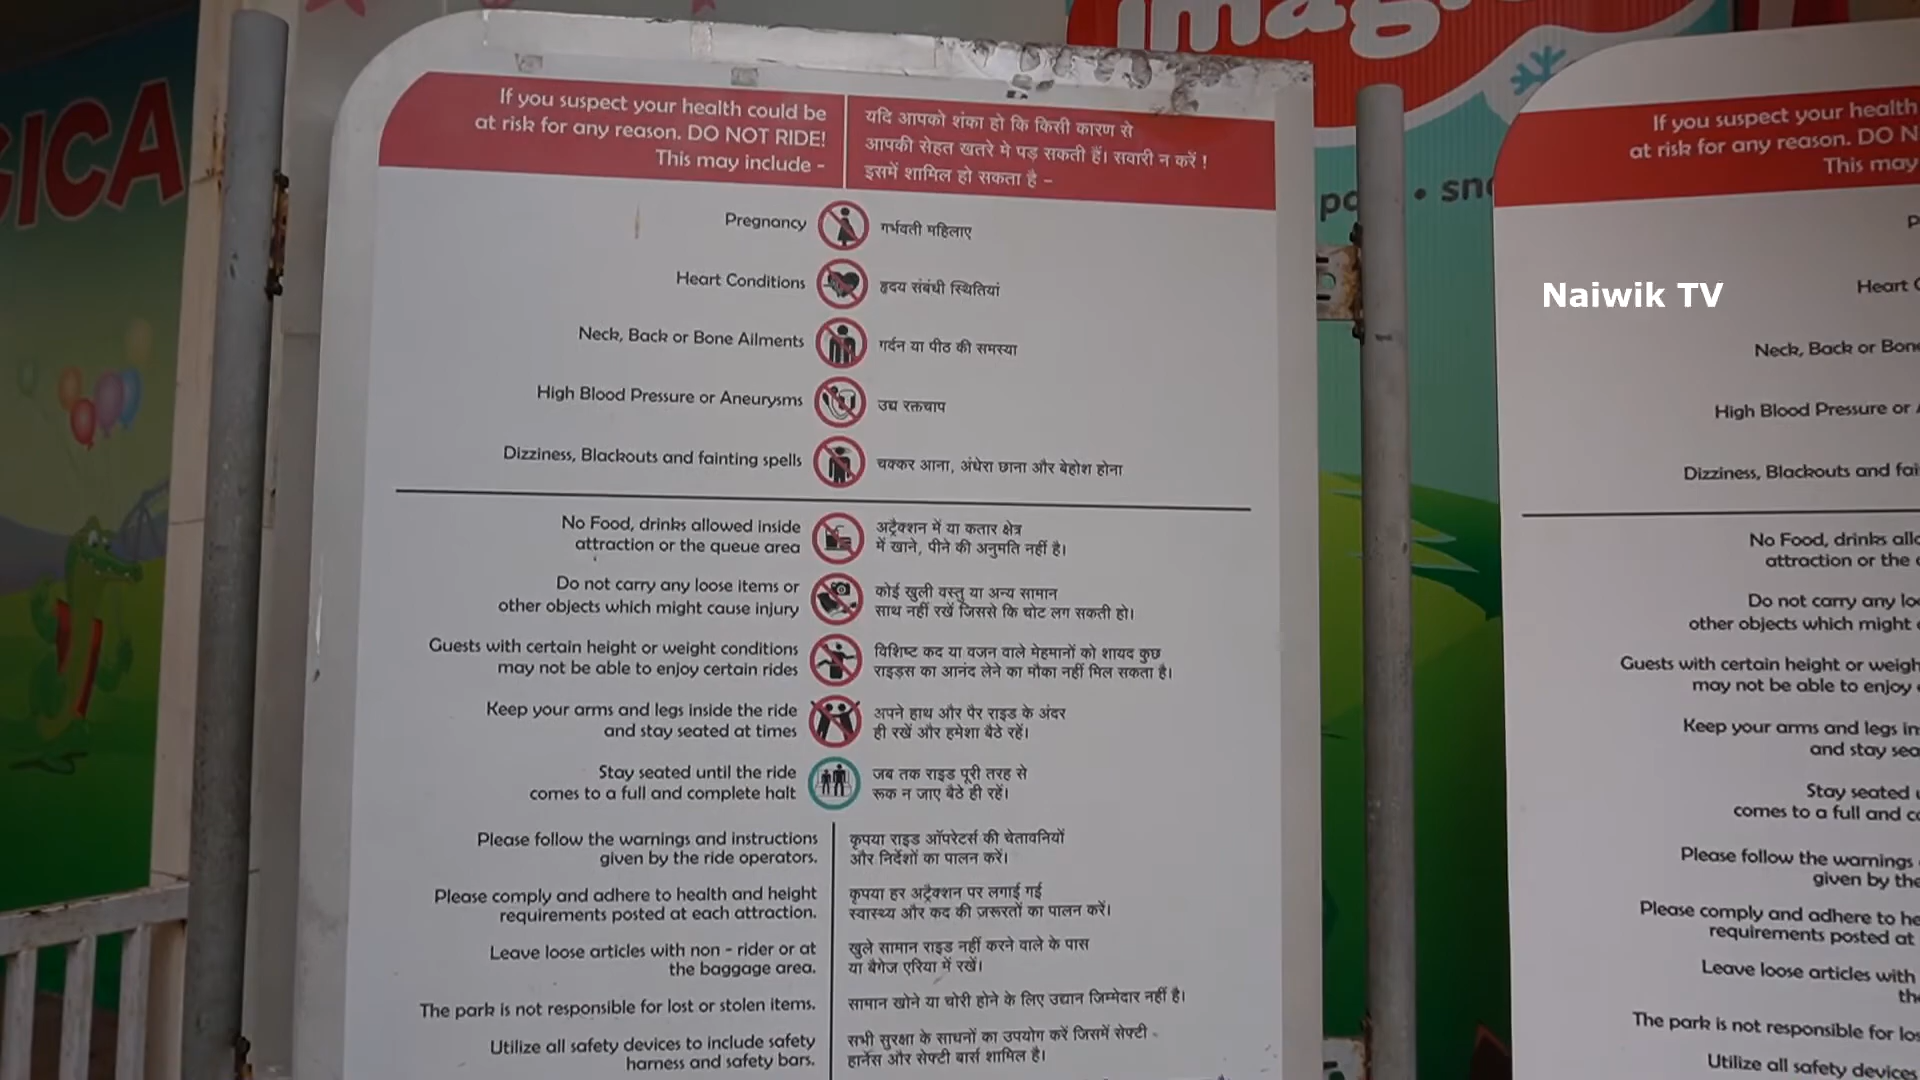 GICA
imagic
• sno
If you suspect your health could be
at risk for any reason. DO NOT RIDE!
This may include -
यदि आपको शंका हो कि किसी कारण से
आपकी सेहत खतरे मे पड़ सकती हैं। सवारी न करें !
इसमें शामिल हो सकता है -
Pregnancy
गर्भवती महिलाए
Heart Conditions
हृदय संबंधी स्थितियां
Neck, Back or Bone Ailments
गर्दन या पीठ की समस्या
High Blood Pressure or Aneurysms
उच्च रक्तचाप
Dizziness, Blackouts and fainting spells
चक्कर आना, अंधेरा छाना और बेहोश होना
No Food, drinks allowed inside
attraction or the queue area
अट्रैक्शन में या कतार क्षेत्र
में खाने, पीने की अनुमति नहीं है।
Do not carry any loose items or
other objects which might cause injury
कोई खुली वस्तु या अन्य सामान
साथ नहीं रखें जिससे कि चोट लग सकती हो।
Guests with certain height or weight conditions
may not be able to enjoy certain rides
विशिष्ट कद या वजन वाले मेहमानों को शायद कुछ
राइड्स का आनंद लेने का मौका नहीं मिल सकता है।
Keep your arms and legs inside the ride
and stay seated at times
अपने हाथ और पैर राइड के अंदर
ही रखें और हमेशा बैठे रहें।
Stay seated until the ride
comes to a full and complete halt
जब तक राइड पूरी तरह से
रूक न जाए बैठे ही रहें।
Please follow the warnings and instructions
given by the ride operators.
कृपया राइड ऑपरेटर्स की चेतावनियों
और निर्देशों का पालन करें।
Please comply and adhere to health and height
requirements posted at each attraction.
कृपया हर अट्रैक्शन पर लगाई गई
स्वास्थ्य और कद की ज़रूरतों का पालन करें।
Leave loose articles with non - rider or at
the baggage area.
खुले सामान राइड नहीं करने वाले के पास
या बैगेज एरिया में रखें।
The park is not responsible for lost or stolen items.
सामान खोने या चोरी होने के लिए उद्यान जिम्मेदार नहीं है।
Utilize all safety devices to include safety
harness and safety bars.
सभी सुरक्षा के साधनों का उपयोग करें जिसमें सेफ्टी
हार्नेस और सेफ्टी बार्स शामिल है।
If you suspect your health
at risk for any reason. DO N
This may
P
Naiwik TV
Heart C
Neck, Back or Bone
High Blood Pressure or A
Dizziness, Blackouts and fai
No Food, drinks allo
attraction or the
Do not carry any loo
other objects which might
Guests with certain height or weigh
may not be able to enjoy
Keep your arms and legs in
and stay sea
Stay seated u
comes to a full and co
Please follow the warnings
given by the
Please comply and adhere to he
requirements posted at
Leave loose articles with
the
The park is not responsible for los
Utilize all safety devices